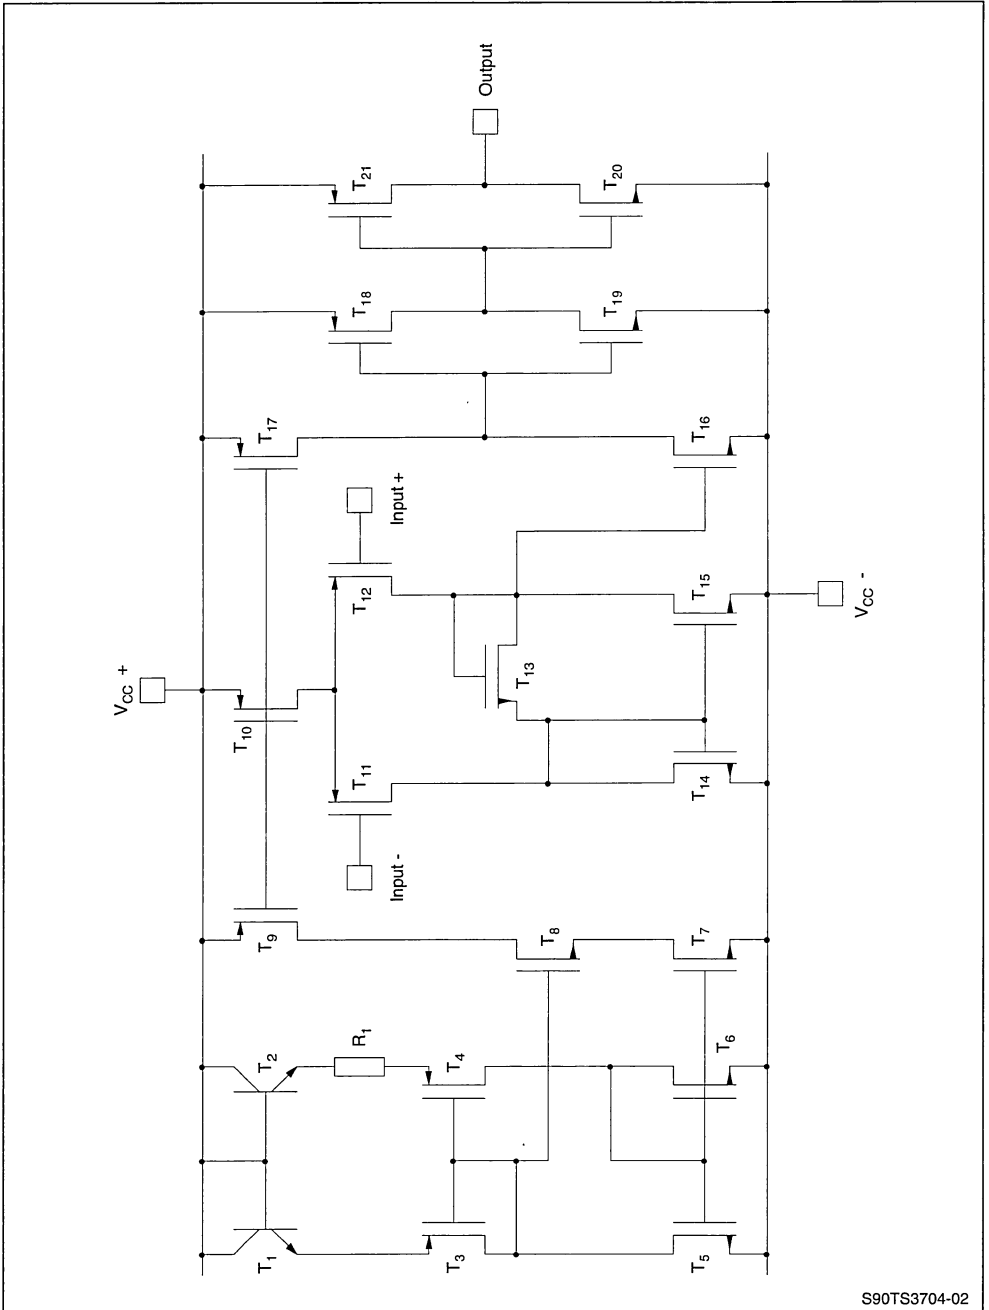 Output
T21
T20
T18
T19
T17
T16
Input +
T12
T15
VCC -
VCC +
T13
T10
T11
T14
Input -
T9
T8
T7
R1
T2
T4
T6
T1
T3
T5
S90TS3704-02